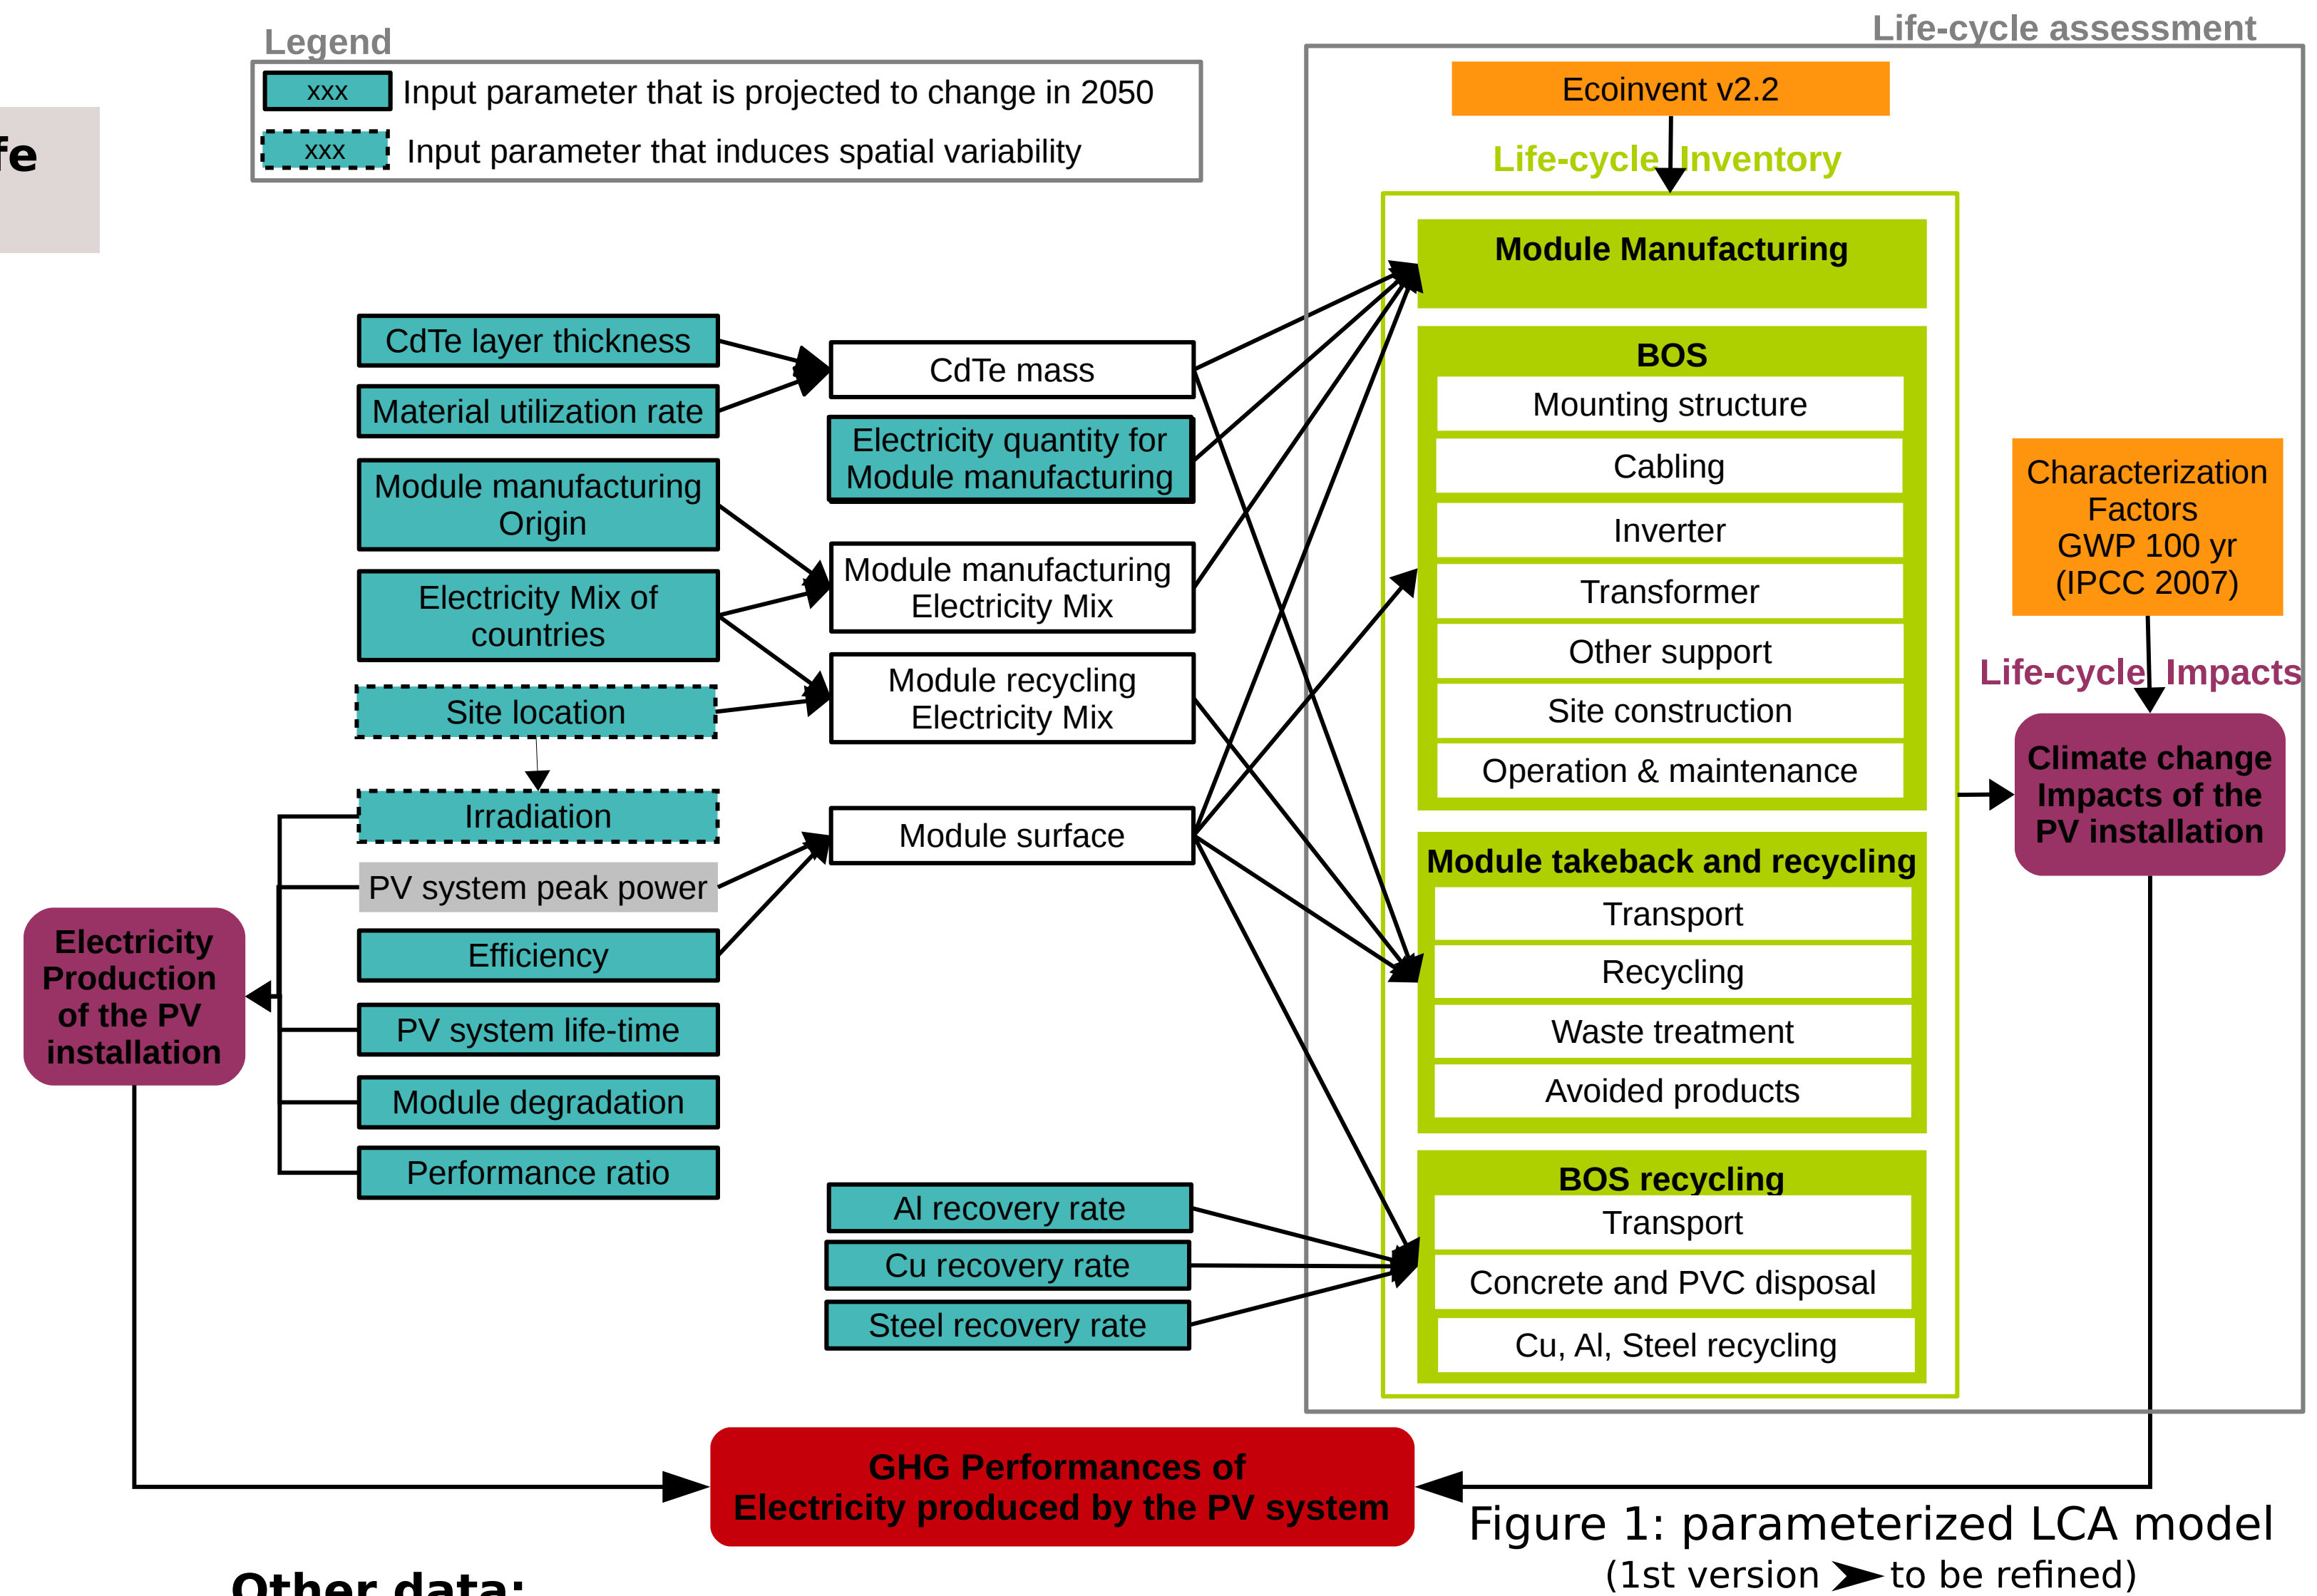 Life-cycle assessment
Legend
xxx Input parameter that is projected to change in 2050
xxx Input parameter that induces spatial variability
fe
Ecoinvent v2.2
Life-cycle Inventory
Module Manufacturing
CdTe layer thickness
Material utilization rate
Module manufacturing
Origin
Electricity Mix of
countries
Site location
Irradiation
PV system peak power
Efficiency
PV system life-time
Module degradation
Performance ratio
Electricity
Production
of the PV
installation
CdTe mass
Electricity quantity for
Module manufacturing
Module manufacturing
Electricity Mix
Module recycling
Electricity Mix
Module surface
Al recovery rate
Cu recovery rate
Steel recovery rate
BOS
Mounting structure
Cabling
Inverter
Transformer
Other support
Site construction
Operation & maintenance
Module takeback and recycling
Transport
Recycling
Waste treatment
Avoided products
BOS recycling
Transport
Concrete and PVC disposal
Cu, Al, Steel recycling
Characterization
Factors
GWP 100 yr
(IPCC 2007)
Life-cycle Impacts
Climate change
Impacts of the
PV installation
GHG Performances of
Electricity produced by the PV system
Figure 1: parameterized LCA model
(1st version ➤ to be refined)
Other data: